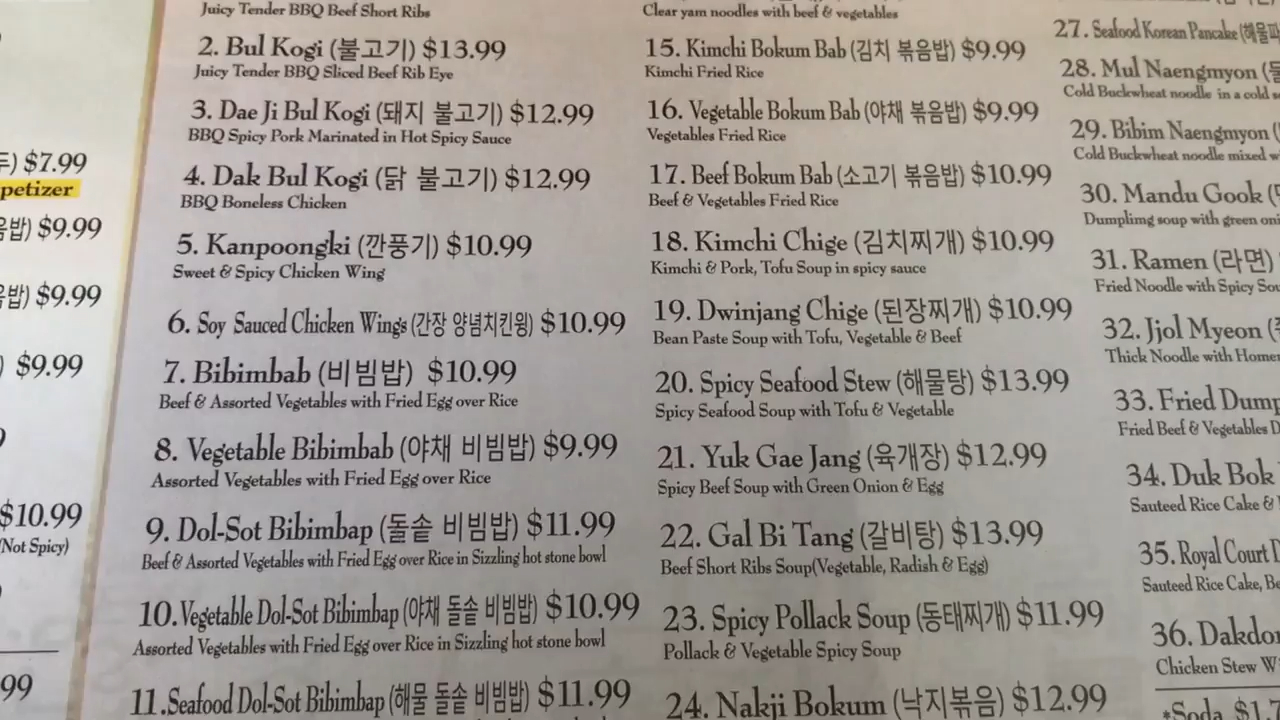 두) $7.99
petizer
음밥) $9.99
음밥) $9.99
) $9.99
$10.99
Not Spicy)
99
Juicy Tender BBQ Beef Short Ribs
2. Bul Kogi (불고기) $13.99
Juicy Tender BBQ Sliced Beef Rib Eye
3. Dae Ji Bul Kogi (돼지 불고기) $12.99
BBQ Spicy Pork Marinated in Hot Spicy Sauce
4. Dak Bul Kogi (닭 불고기) $12.99
BBQ Boneless Chicken
5. Kanpoongki (깐풍기) $10.99
Sweet & Spicy Chicken Wing
6. Soy Sauced Chicken Wings (간장 양념치킨윙) $10.99
7. Bibimbab (비빔밥) $10.99
Beef & Assorted Vegetables with Fried Egg over Rice
8. Vegetable Bibimbab (야채 비빔밥) $9.99
Assorted Vegetables with Fried Egg over Rice
9. Dol-Sot Bibimbap (돌솥 비빔밥) $11.99
Beef & Assorted Vegetables with Fried Egg over Rice in Sizzling hot stone bowl
10. Vegetable Dol-Sot Bibimbap (야채 돌솥 비빔밥) $10.99
Assorted Vegetables with Fried Egg over Rice in Sizzling hot stone bowl
11. Seafood Dol-Sot Bibimbap (해물 돌솥 비빔밥) $11.99
Clear yam noodles with beef & vegetables
15. Kimchi Bokum Bab (김치 볶음밥) $9.99
Kimchi Fried Rice
16. Vegetable Bokum Bab (야채 볶음밥) $9.99
Vegetables Fried Rice
17. Beef Bokum Bab (소고기 볶음밥) $10.99
Beef & Vegetables Fried Rice
18. Kimchi Chige (김치찌개) $10.99
Kimchi & Pork, Tofu Soup in spicy sauce
19. Dwinjang Chige (된장찌개) $10.99
Bean Paste Soup with Tofu, Vegetable & Beef
20. Spicy Seafood Stew (해물탕) $13.99
Spicy Seafood Soup with Tofu & Vegetable
21. Yuk Gae Jang (육개장) $12.99
Spicy Beef Soup with Green Onion & Egg
22. Gal Bi Tang (갈비탕) $13.99
Beef Short Ribs Soup(Vegetable, Radish & Egg)
23. Spicy Pollack Soup (동태찌개) $11.99
Pollack & Vegetable Spicy Soup
24. Nakji Bokum (낙지볶음) $12.99
27. Seafood Korean Pancake (해물파
28. Mul Naengmyon (
Cold Buckwheat noodle in a cold s
29. Bibim Naengmyon (
Cold Buckwheat noodle mixed w
30. Mandu Gook (
Dumplimg soup with green oni
31. Ramen (라면)
Fried Noodle with Spicy Sou
32. Jjol Myeon (
Thick Noodle with Homem
33. Fried Dump
Fried Beef & Vegetables D
34. Duk Bok
Sauteed Rice Cake &
35. Royal Court D
Sauteed Rice Cake, Be
36. Dakdor
Chicken Stew W
*Soda $1.7